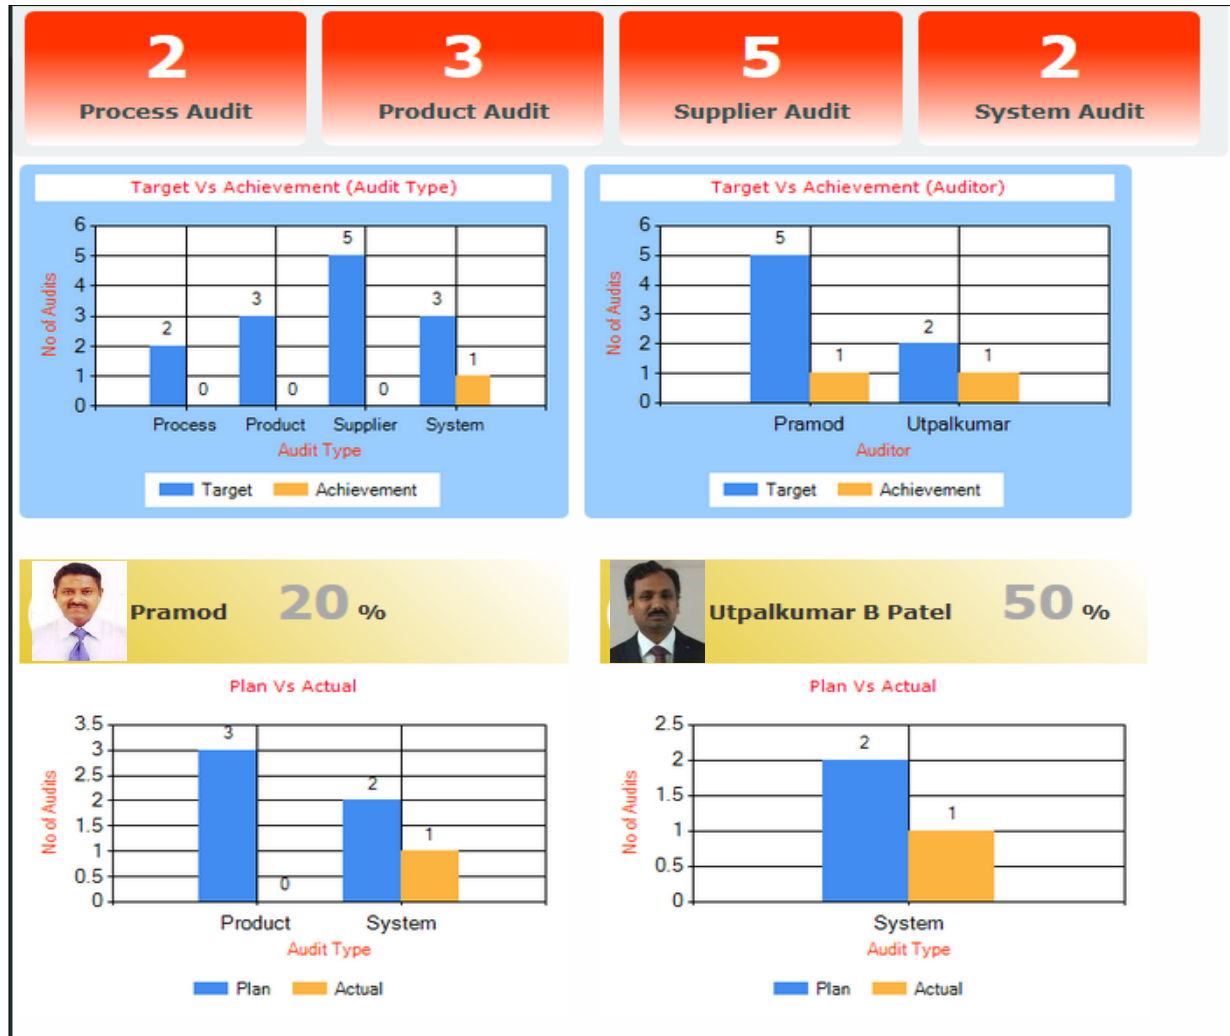 2
Process Audit
3
Product Audit
5
Supplier Audit
2
System Audit
Target Vs Achievement (Audit Type)
No of Audits
6
5
4
3
2
1
0
2
0
3
0
5
0
3
1
Process
Product
Supplier
System
Audit Type
Target
Achievement
Target Vs Achievement (Auditor)
No of Audits
6
5
4
3
2
1
0
5
1
2
1
Pramod
Utpalkumar
Auditor
Target
Achievement
Pramod 20 %
Plan Vs Actual
No of Audits
3.5
3
2.5
2
1.5
1
0.5
0
3
0
2
1
Product
System
Audit Type
Plan
Actual
Utpalkumar B Patel 50 %
Plan Vs Actual
No of Audits
2.5
2
1.5
1
0.5
0
2
1
System
Audit Type
Plan
Actual